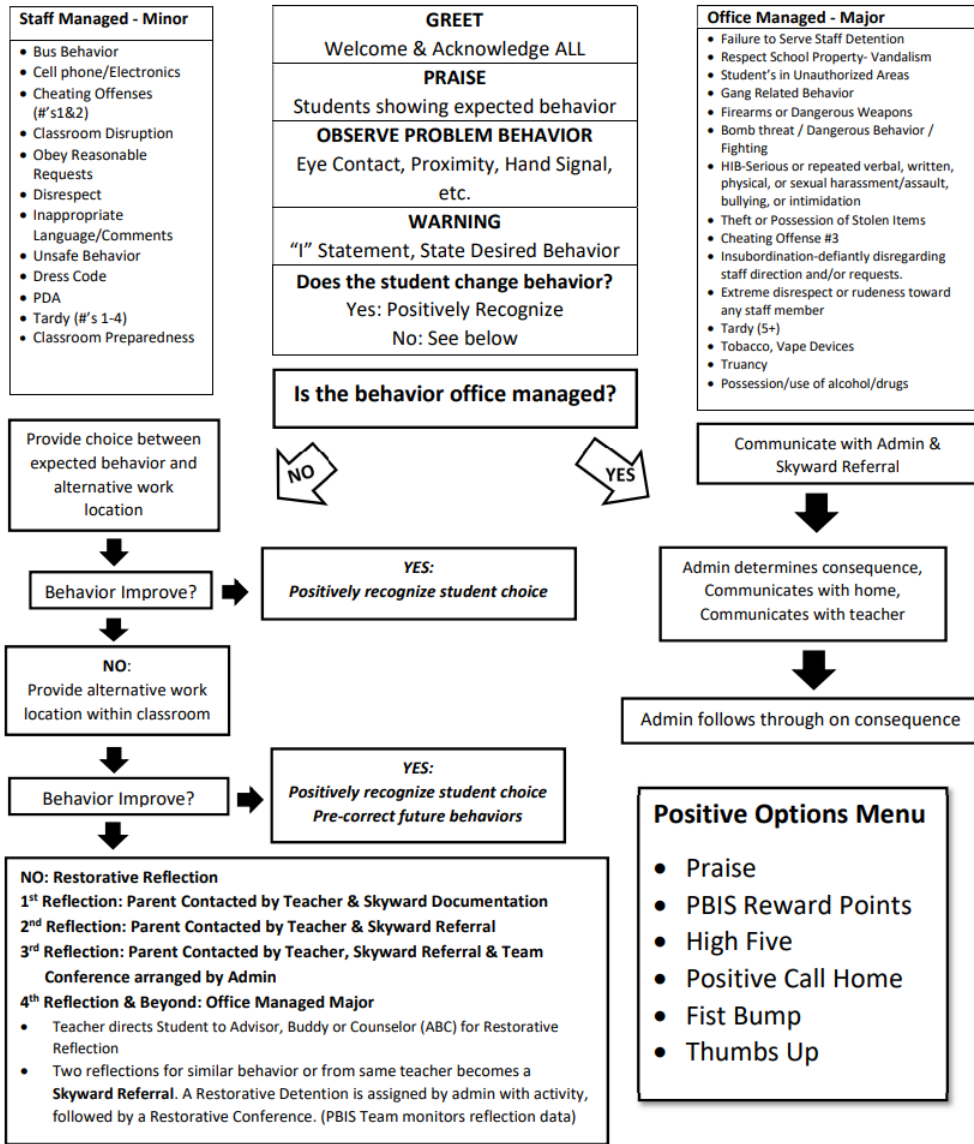 Staff Managed - Minor
• Bus Behavior
• Cell phone/Electronics
• Cheating Offenses
(#'s1&2)
• Classroom Disruption
• Obey Reasonable
Requests
• Disrespect
• Inappropriate
Language/Comments
• Unsafe Behavior
• Dress Code
• PDA
• Tardy (#'s 1-4)
• Classroom Preparedness
GREET
Welcome & Acknowledge ALL
PRAISE
Students showing expected behavior
OBSERVE PROBLEM BEHAVIOR
Eye Contact, Proximity, Hand Signal,
etc.
WARNING
"I" Statement, State Desired Behavior
Does the student change behavior?
Yes: Positively Recognize
No: See below
Office Managed - Major
• Failure to Serve Staff Detention
• Respect School Property- Vandalism
• Student's in Unauthorized Areas
• Gang Related Behavior
• Firearms or Dangerous Weapons
• Bomb threat / Dangerous Behavior /
Fighting
• HIB-Serious or repeated verbal, written,
physical, or sexual harassment/assault,
bullying, or intimidation
• Theft or Possession of Stolen Items
• Cheating Offense #3
• Insubordination-defiantly disregarding
staff direction and/or requests.
• Extreme disrespect or rudeness toward
any staff member
• Tardy (5+)
• Tobacco, Vape Devices
• Truancy
• Possession/use of alcohol/drugs
Is the behavior office managed?
NO
YES
Provide choice between
expected behavior and
alternative work
location
Behavior Improve?
YES:
Positively recognize student choice
NO:
Provide alternative work
location within classroom
Behavior Improve?
YES:
Positively recognize student choice
Pre-correct future behaviors
NO: Restorative Reflection
1st Reflection: Parent Contacted by Teacher & Skyward Documentation
2nd Reflection: Parent Contacted by Teacher & Skyward Referral
3rd Reflection: Parent Contacted by Teacher, Skyward Referral & Team
Conference arranged by Admin
4th Reflection & Beyond: Office Managed Major
• Teacher directs Student to Advisor, Buddy or Counselor (ABC) for Restorative
Reflection
• Two reflections for similar behavior or from same teacher becomes a
Skyward Referral. A Restorative Detention is assigned by admin with activity,
followed by a Restorative Conference. (PBIS Team monitors reflection data)
Communicate with Admin &
Skyward Referral
Admin determines consequence,
Communicates with home,
Communicates with teacher
Admin follows through on consequence
Positive Options Menu
• Praise
• PBIS Reward Points
• High Five
• Positive Call Home
• Fist Bump
• Thumbs Up